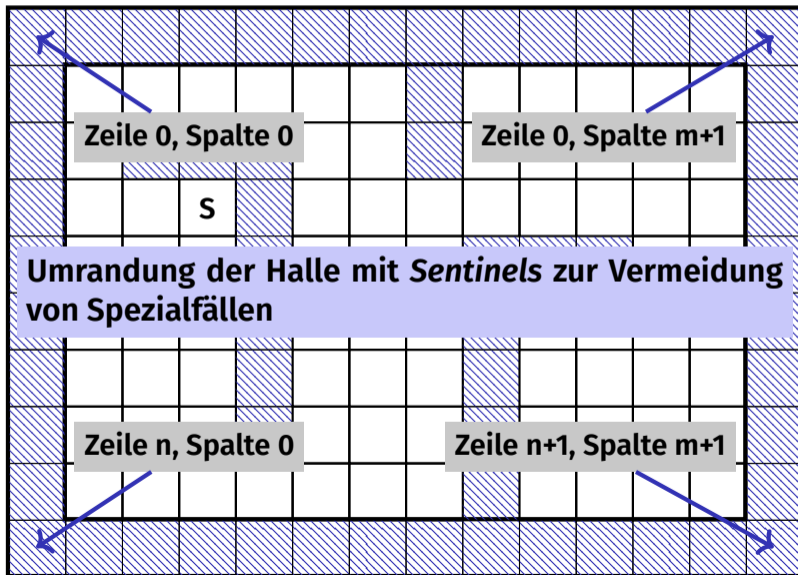 Zeile 0, Spalte 0
Zeile 0, Spalte m+1
S
Umrandung der Halle mit Sentinels zur Vermeidung
von Spezialfällen
Zeile n, Spalte 0
Zeile n+1, Spalte m+1